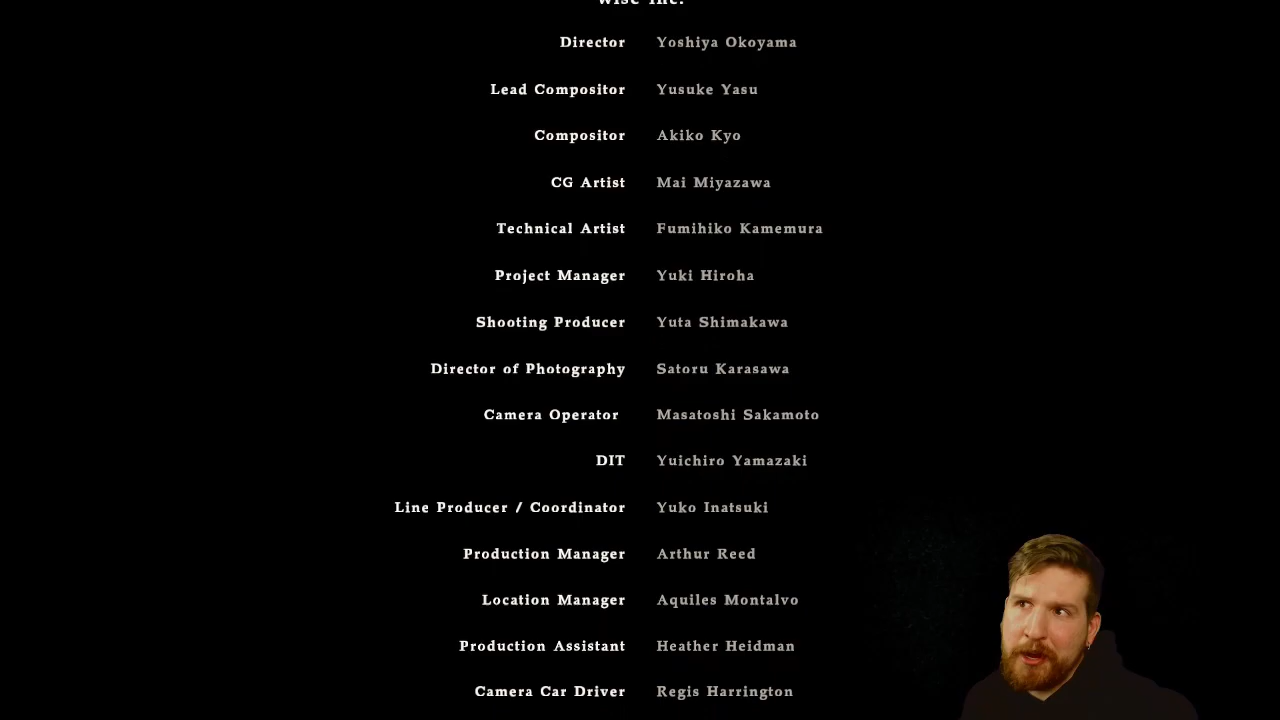 wise inc.
Director Yoshiya Okoyama
Lead Compositor Yusuke Yasu
Compositor Akiko Kyo
CG Artist Mai Miyazawa
Technical Artist Fumihiko Kamemura
Project Manager Yuki Hiroha
Shooting Producer Yuta Shimakawa
Director of Photography Satoru Karasawa
Camera Operator Masatoshi Sakamoto
DIT Yuichiro Yamazaki
Line Producer / Coordinator Yuko Inatsuki
Production Manager Arthur Reed
Location Manager Aquiles Montalvo
Production Assistant Heather Heidman
Camera Car Driver Regis Harrington